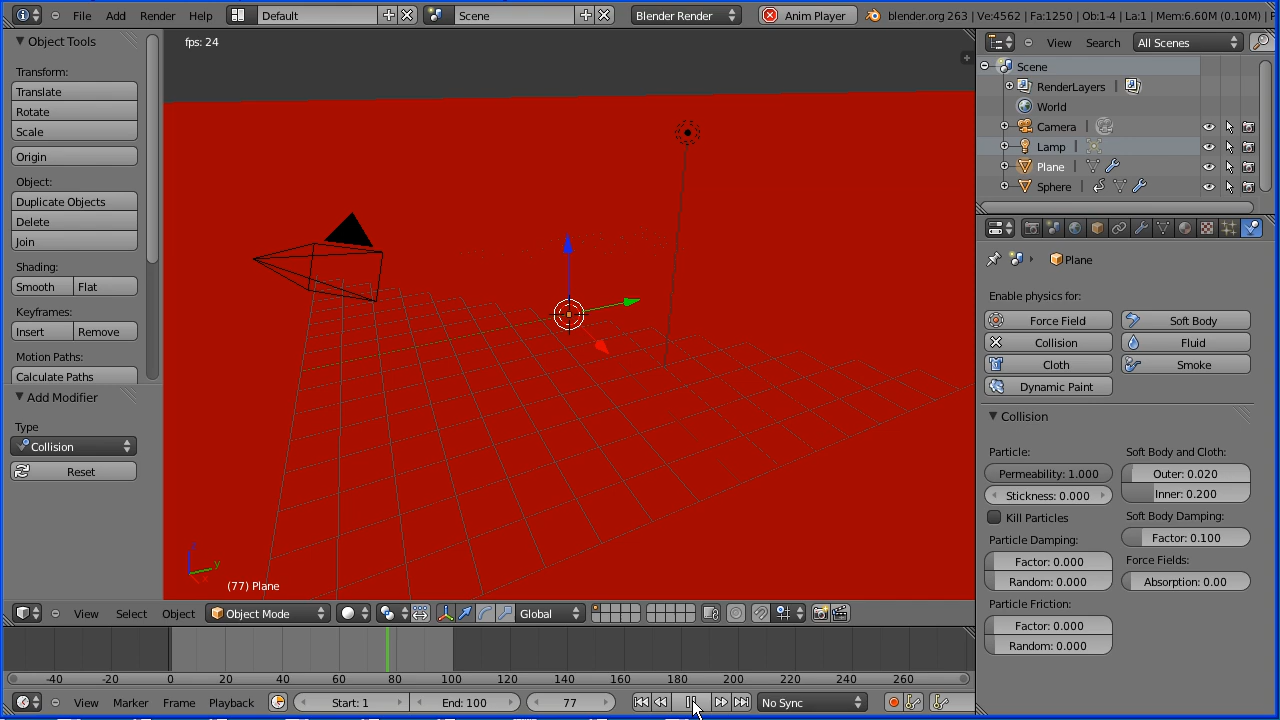 File Add Render Help Default Scene Blender Render Anim Player blender.org 263 | Ve:4562 | Fa:1250 | Ob:1-4 | La:1 | Mem:6.60M (0.10M) |
Object Tools
Transform:
Translate
Rotate
Scale
Origin
Object:
Duplicate Objects
Delete
Join
Shading:
Smooth Flat
Keyframes:
Insert Remove
Motion Paths:
Calculate Paths
Add Modifier
Type
Collision
Reset
fps: 24
z
y
x
(77) Plane
View Select Object Object Mode Global
-40 -20 0 20 40 60 80 100 120 140 160 180 200 220 240 260
View Marker Frame Playback Start: 1 End: 100 77 No Sync
View Search All Scenes
Scene
RenderLayers
World
Camera
Lamp
Plane
Sphere
Plane
Enable physics for:
Force Field Soft Body
Collision Fluid
Cloth Smoke
Dynamic Paint
Collision
Particle: Soft Body and Cloth:
Permeability: 1.000 Outer: 0.020
Stickness: 0.000 Inner: 0.200
Kill Particles Soft Body Damping:
Particle Damping: Factor: 0.100
Factor: 0.000 Force Fields:
Random: 0.000 Absorption: 0.00
Particle Friction:
Factor: 0.000
Random: 0.000